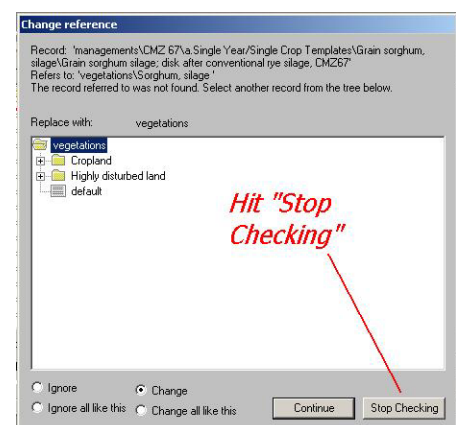 Change reference
Record: 'managements\CMZ 67\a.Single Year/Single Crop Templates\Grain sorghum,
silage\Grain sorghum silage; disk after conventional rye silage, CMZ67'
Refers to: 'vegetations\Sorghum, silage '
The record referred to was not found. Select another record from the tree below.
Replace with: vegetations
vegetations
Cropland
Highly disturbed land
default
Hit "Stop
Checking"
Ignore Change
Ignore all like this Change all like this Continue Stop Checking